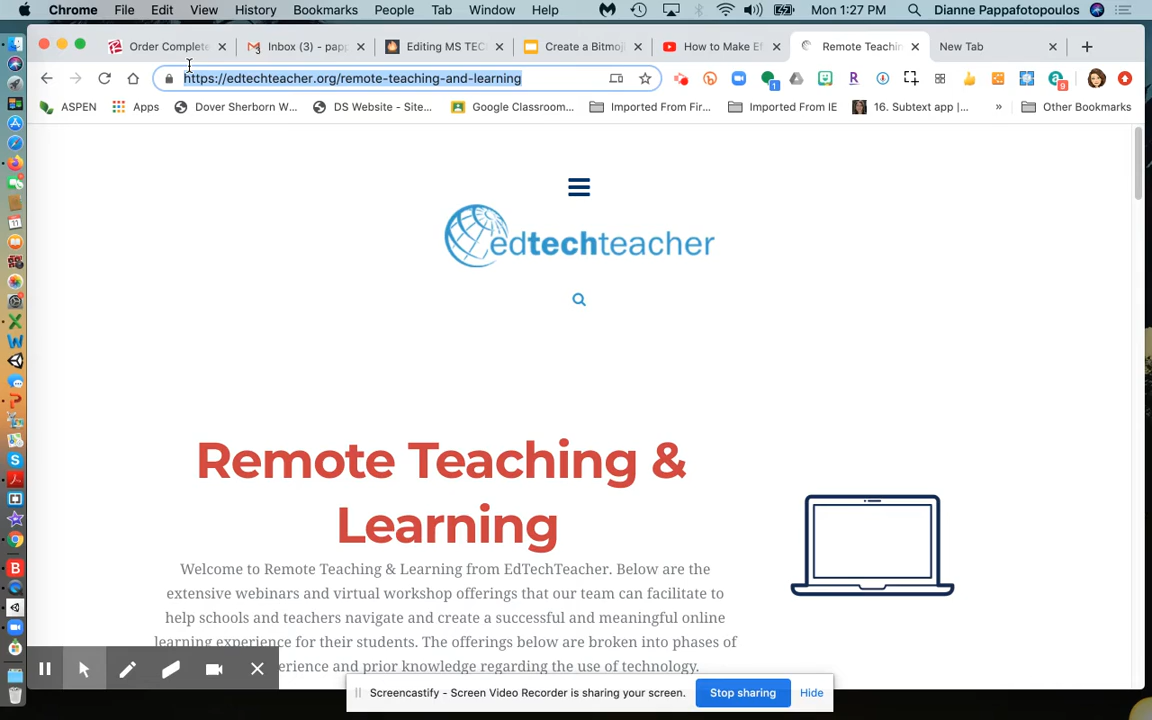 Chrome File Edit View History Bookmarks People Tab Window Help Mon 1:27 PM Dianne Pappafotopoulos
Order Complete Inbox (3) - pap Editing MS TEC Create a Bitmoji How to Make Ef Remote Teachin New Tab
https://edtechteacher.org/remote-teaching-and-learning
ASPEN Apps Dover Sherborn W... DS Website - Site... Google Classroom... Imported From Fir... Imported From IE 16. Subtext app |... » Other Bookmarks
edtechteacher
Remote Teaching &
Learning
Welcome to Remote Teaching & Learning from EdTechTeacher. Below are the
extensive webinars and virtual workshop offerings that our team can facilitate to
help schools and teachers navigate and create a successful and meaningful online
learning experience for their students. The offerings below are broken into phases of
and prior knowledge regarding the use of technology.
Screencastify - Screen Video Recorder is sharing your screen. Stop sharing Hide